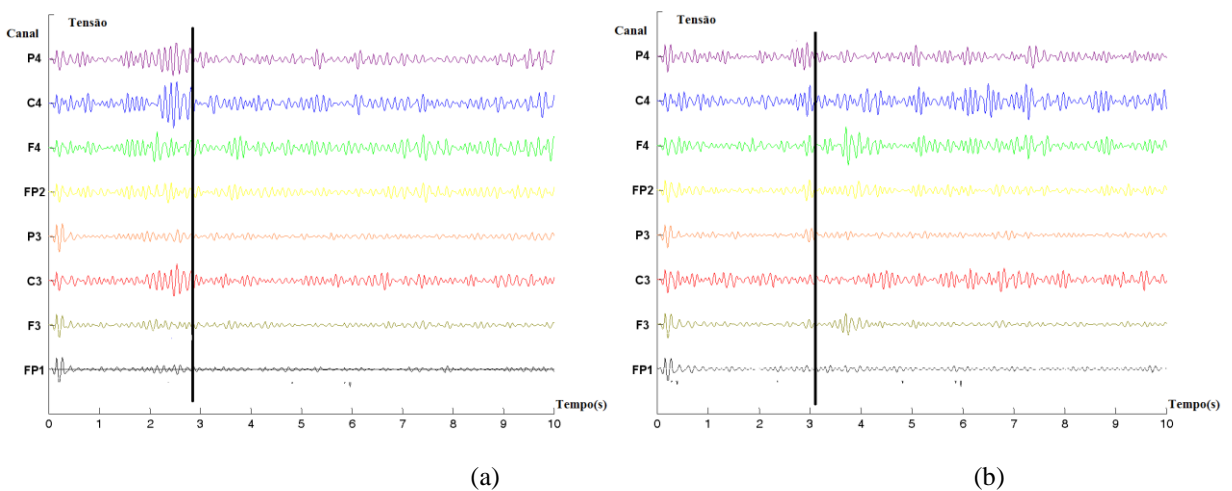 Tensão
Canal
P4
C4
F4
FP2
P3
C3
F3
FP1
Tempo(s)
0 1 2 3 4 5 6 7 8 9 10
(a)
Tensão
Canal
P4
C4
F4
FP2
P3
C3
F3
FP1
Tempo(s)
0 1 2 3 4 5 6 7 8 9 10
(b)